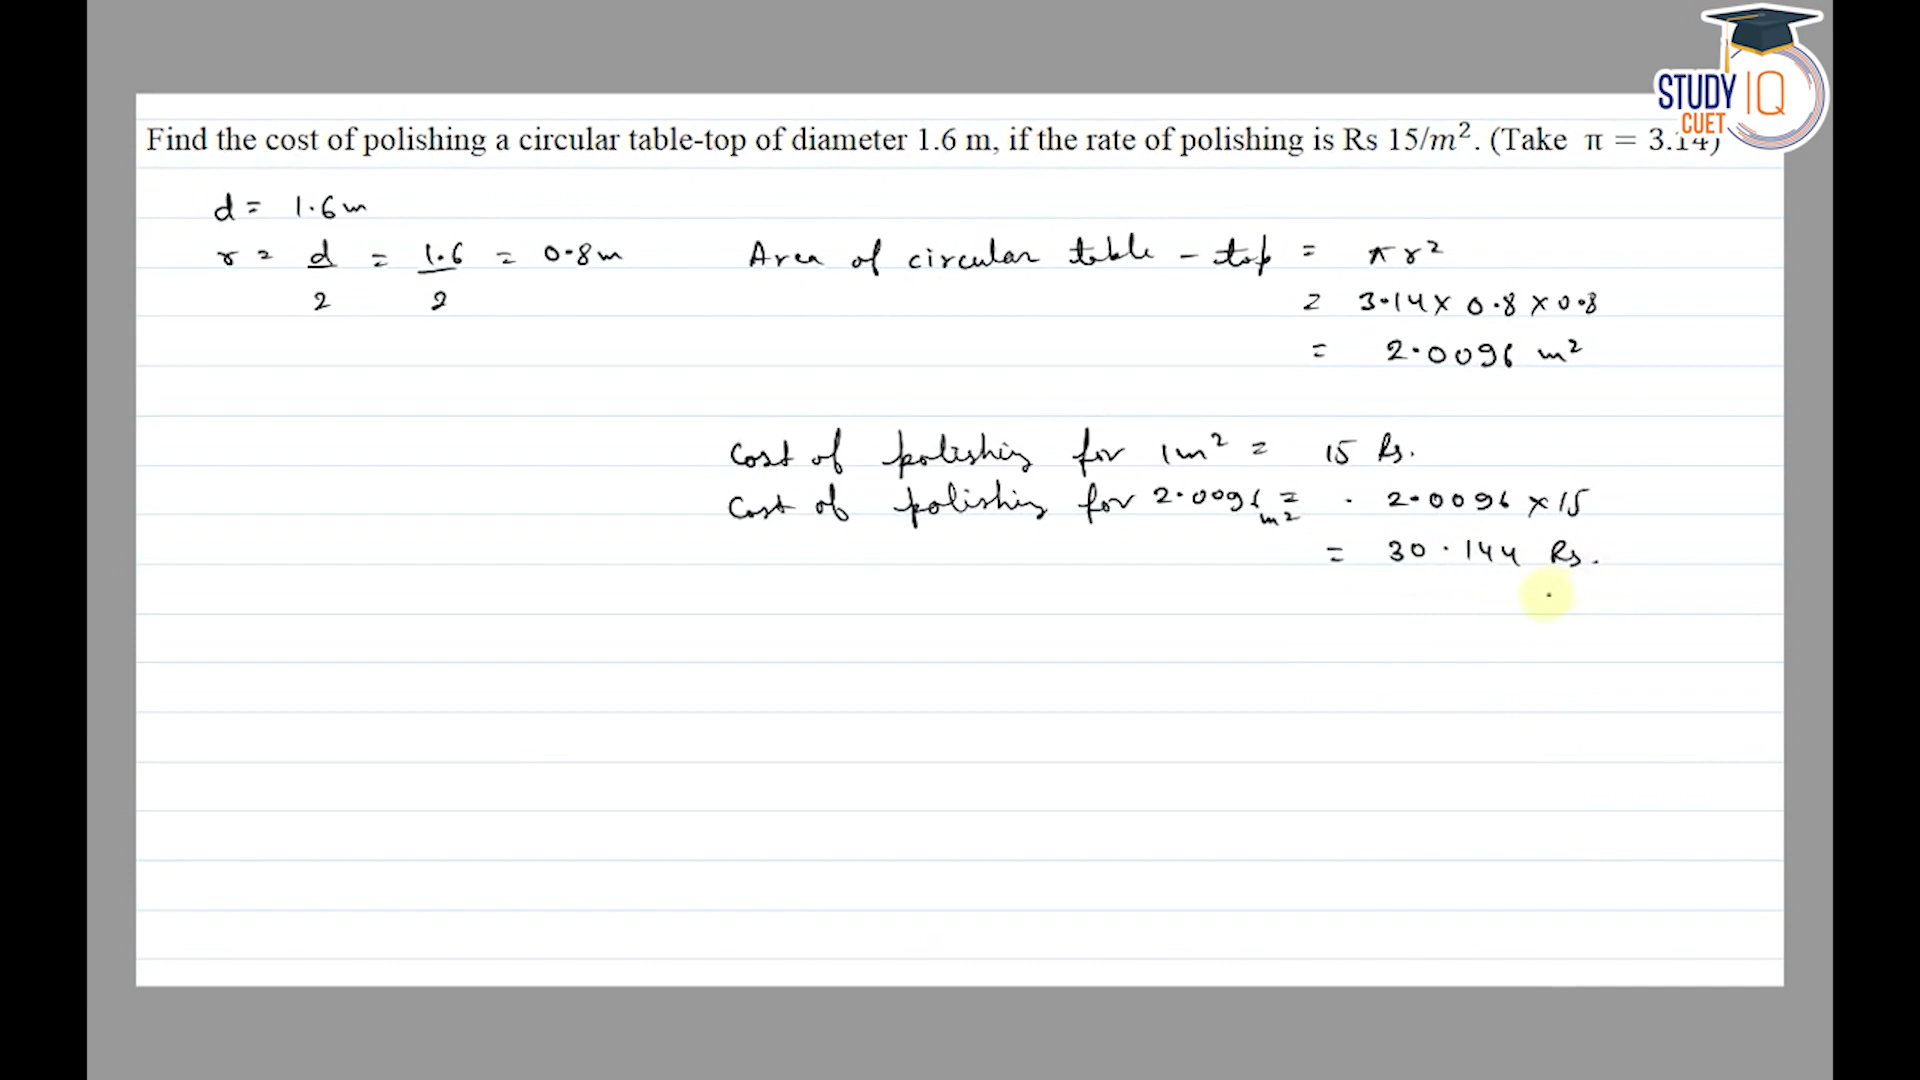 STUDY IQ
CUET
Find the cost of polishing a circular table-top of diameter 1.6 m, if the rate of polishing is Rs 15/m². (Take π = 3.14)
d = 1.6 m
r = d/2 = 1.6/2 = 0.8 m
Area of circular table - top = πr²
= 3.14 × 0.8 × 0.8
= 2.0096 m²
Cost of polishing for 1m² = 15 Rs.
Cost of polishing for 2.0096 m² = 2.0096 × 15
= 30.144 Rs.